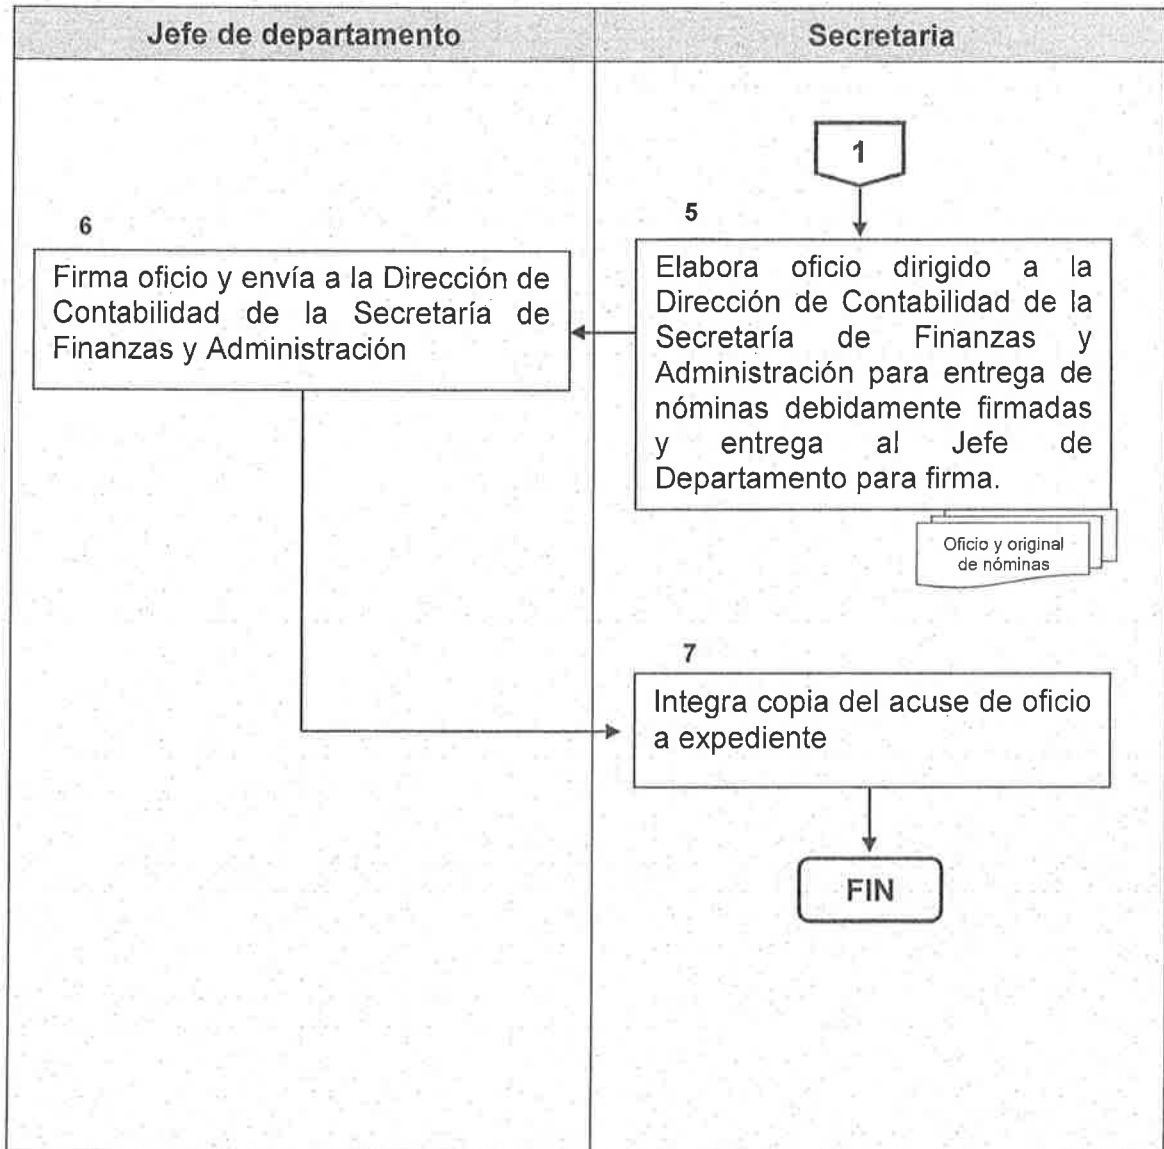 Jefe de departamento
Secretaria
1
5
Elabora oficio dirigido a la
Dirección de Contabilidad de la
Secretaría de Finanzas y
Administración para entrega de
nóminas debidamente firmadas
y entrega al Jefe de
Departamento para firma.
Oficio y original
de nóminas
6
Firma oficio y envía a la Dirección de
Contabilidad de la Secretaría de
Finanzas y Administración
7
Integra copia del acuse de oficio
a expediente
FIN